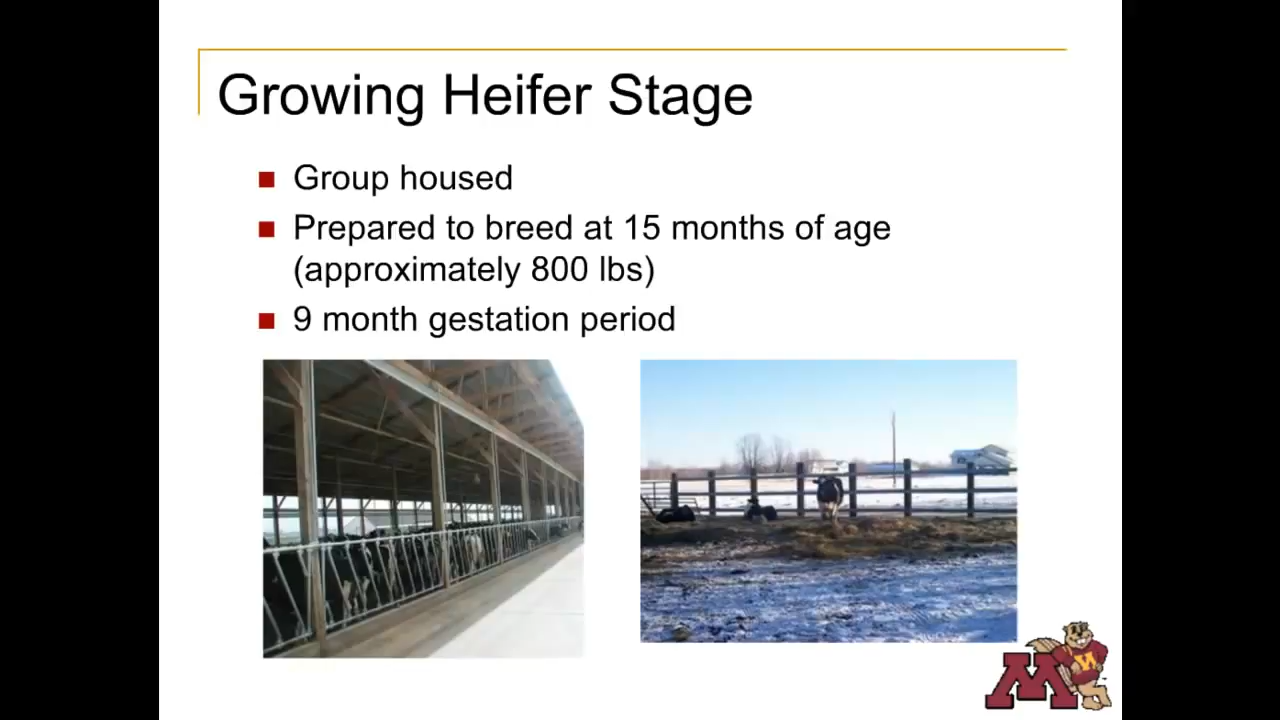 Growing Heifer Stage
Group housed
Prepared to breed at 15 months of age
(approximately 800 lbs)
9 month gestation period
M